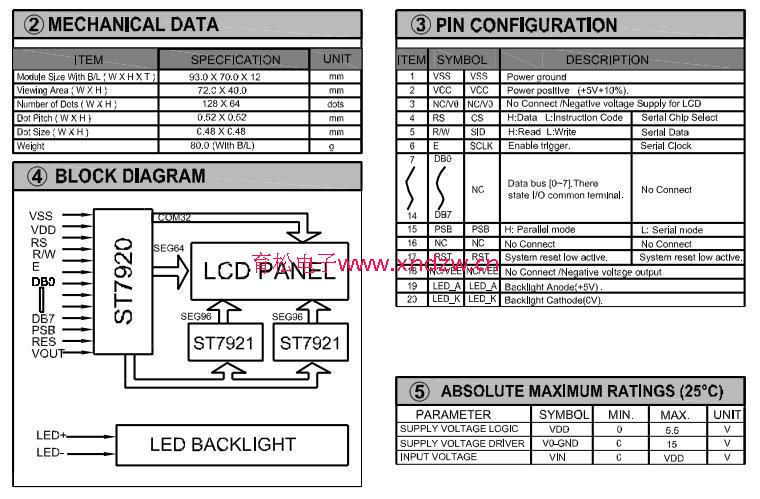 ② MECHANICAL DATA
ITEM SPECFICATION UNIT
Module Size With B/L ( W X H X T ) 93.0 X 70.0 X 12 mm
Viewing Area ( W X H ) 72.0 X 40.0 mm
Number of Dots ( W X H ) 128 X 64 dots
Dot Pitch ( W X H ) 0.52 X 0.52 mm
Dot Size ( W X H ) 0.48 X 0.48 mm
Weight 80.0 (With B/L) g
④ BLOCK DIAGRAM
VSS
VDD
RS
R/W
E
DB0
DB7
PSB
RES
VOUT
ST7920
COM32
SEG64
LCD PANEL
SEG96
SEG96
ST7921
ST7921
LED+
LED-
LED BACKLIGHT
育松电子www.xndzw.cn
③ PIN CONFIGURATION
ITEM SYMBOL DESCRIPTION
1 VSS VSS Power ground
2 VCC VCC Power positive (+5V+10%).
3 NC/V0 NC/V0 No Connect /Negative voltage Supply for LCD
4 RS CS H:Data L:Instruction Code Serial Chip Select
5 R/W SID H:Read L:Write Serial Data
6 E SCLK Enable trigger. Serial Clock
7 DB0
NC Data bus [0~7].There
state I/O common terminal. No Connect
14 DB7
15 PSB PSB H: Parallel mode L: Serial mode
16 NC NC No Connect No Connect
17 RST RST System reset low active. System reset low active.
18 NC/VEE NC/VEE No Connect /Negative voltage output
19 LED_A LED_A Backlight Anode(+5V) .
20 LED_K LED_K Backlight Cathode(CV).
⑤ ABSOLUTE MAXIMUM RATINGS (25°C)
PARAMETER SYMBOL MIN. MAX. UNIT
SUPPLY VOLTAGE LOGIC VDD 0 5.5 V
SUPPLY VOLTAGE DRIVER V0-GND 0 15 V
INPUT VOLTAGE VIN 0 VDD V